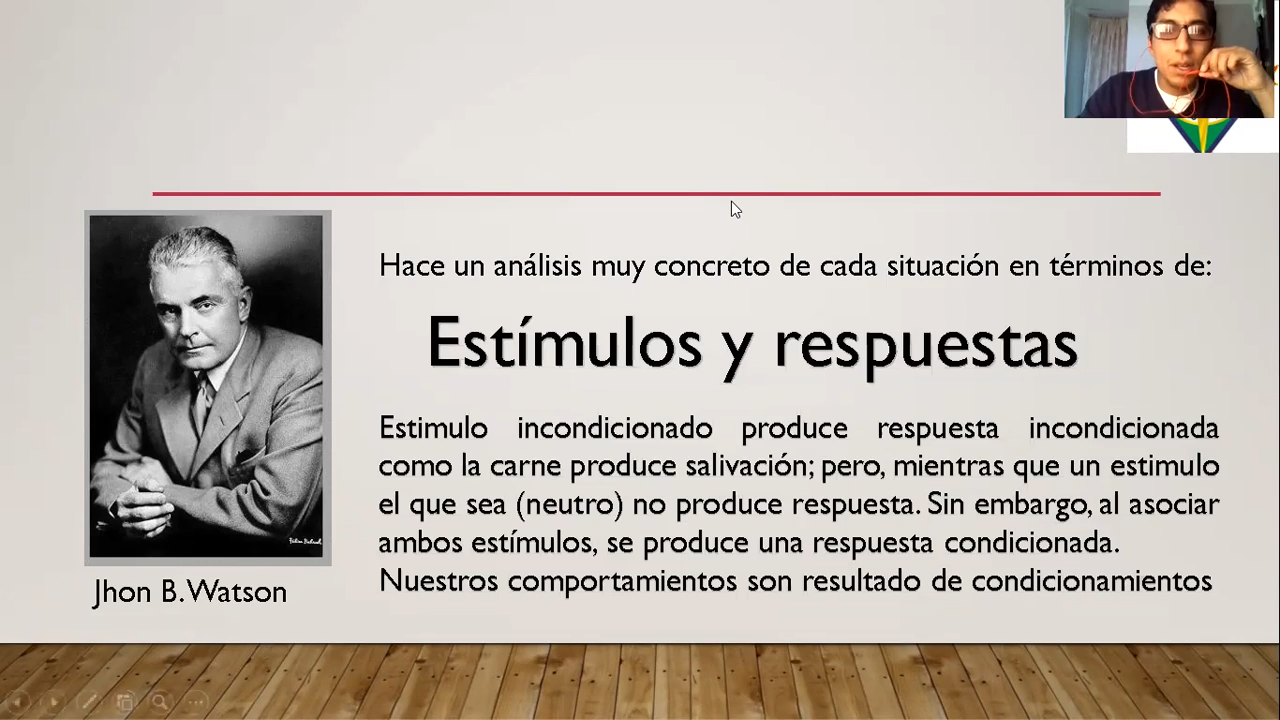 Hace un análisis muy concreto de cada situación en términos de:
Estímulos y respuestas
Estimulo incondicionado produce respuesta incondicionada
como la carne produce salivación; pero, mientras que un estimulo
el que sea (neutro) no produce respuesta. Sin embargo, al asociar
ambos estímulos, se produce una respuesta condicionada.
Nuestros comportamientos son resultado de condicionamientos
Jhon B. Watson